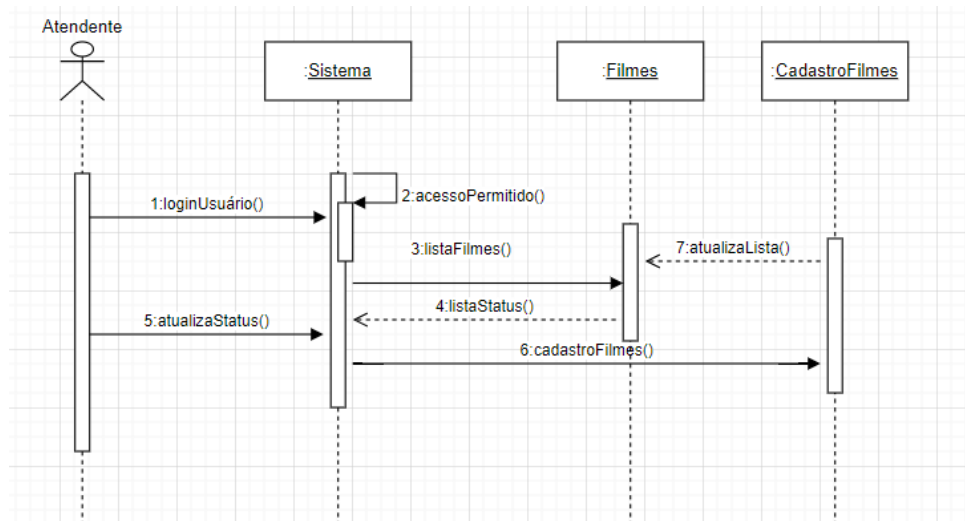 Atendente
:Sistema
:Filmes
:CadastroFilmes
2:acessoPermitido()
1:loginUsuário()
3:listaFilmes()
7:atualizaLista()
4:listaStatus()
5:atualizaStatus()
6:cadastroFilmes()